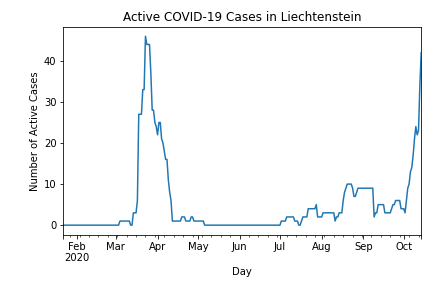 Active COVID-19 Cases in Liechtenstein
Number of Active Cases
40
30
20
10
0
Feb Mar Apr May Jun Jul Aug Sep Oct
2020
Day